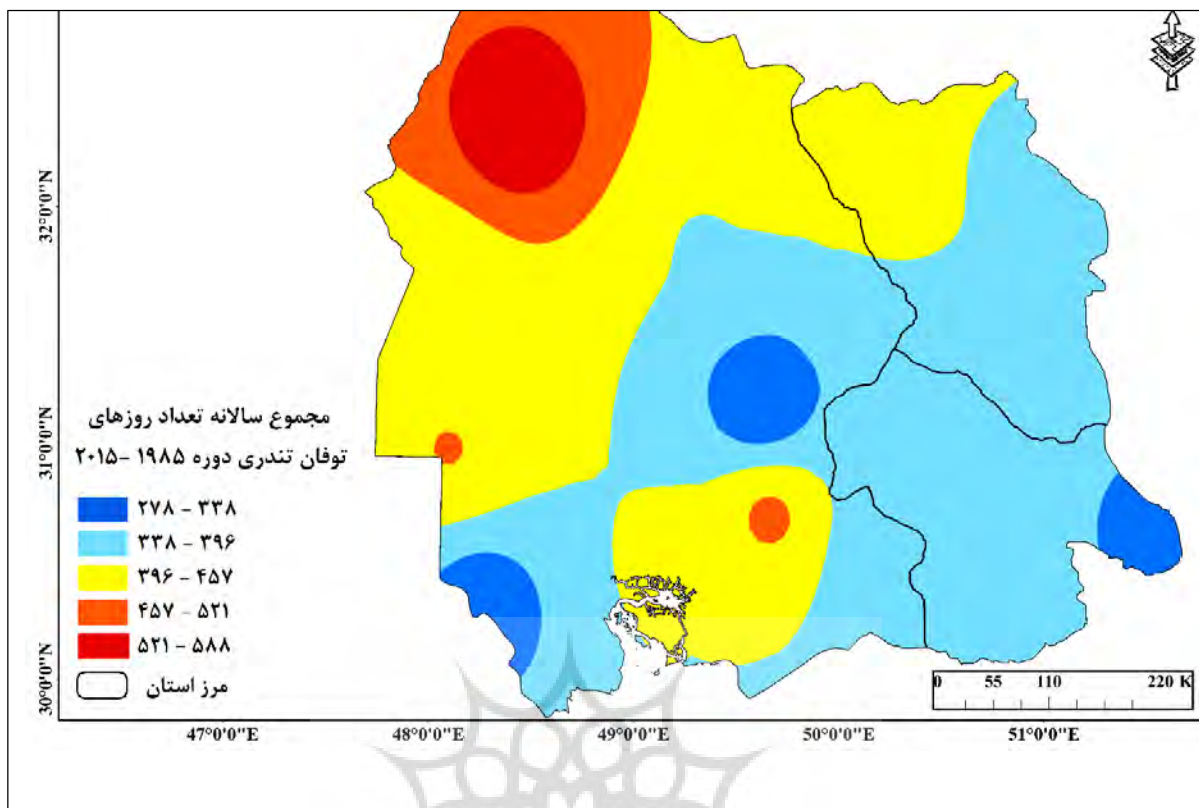 32°0'0"N
31°0'0"N
30°0'0"N
مجموع سالانه تعداد روزهای
توفان تندری دوره ۱۹۸۵ -۲۰۱۵
۲۷۸ - ۳۳۸
۳۳۸ - ۳۹۶
۳۹۶ - ۴۵۷
۴۵۷ - ۵۲۱
۵۲۱ - ۵۸۸
مرز استان
0 55 110 220 K
47°0'0"E 48°0'0"E 49°0'0"E 50°0'0"E 51°0'0"E